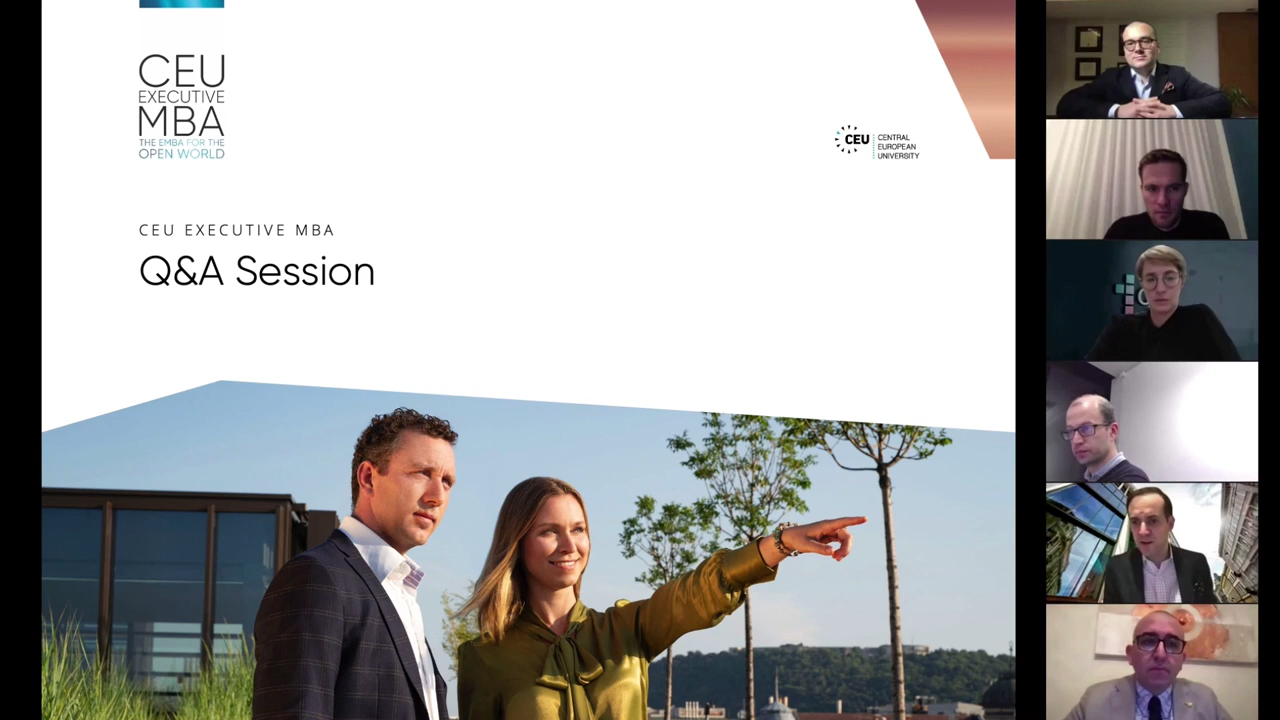 CEU
EXECUTIVE
MBA
THE EMBA FOR THE
OPEN WORLD
CEU
CENTRAL
EUROPEAN
UNIVERSITY
CEU EXECUTIVE MBA
Q&A Session